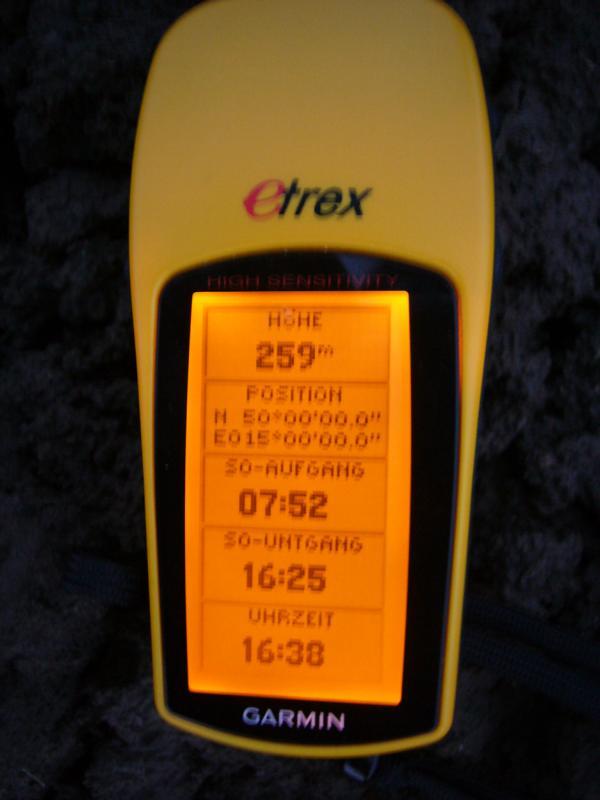 etrex
HIGH SENSITIVITY
HÖHE
259m
POSITION
N 50°00'00,0"
E015°00'00,0"
SO-AUFGANG
07:52
SO-UNTGANG
16:25
UHRZEIT
16:38
GARMIN